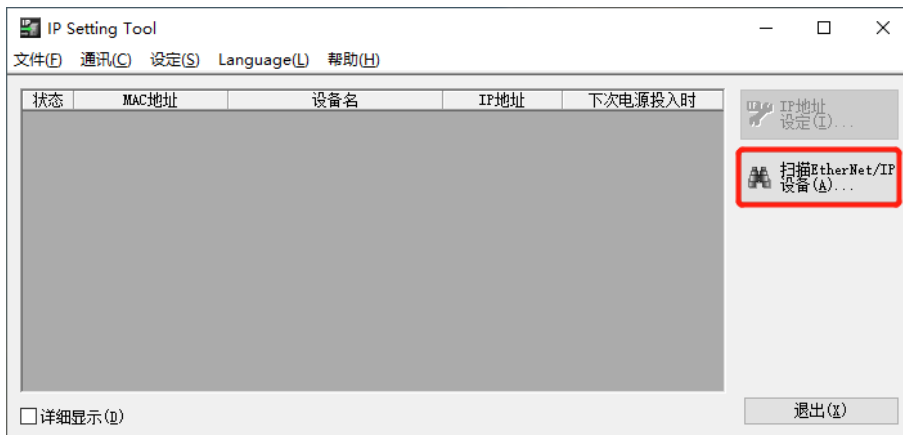 IP Setting Tool
文件(F) 通讯(C) 设定(S) Language(L) 帮助(H)
状态 MAC地址 设备名 IP地址 下次电源投入时
IP地址
设定(I)...
扫描EtherNet/IP
设备(A)...
详细显示(D)
退出(X)